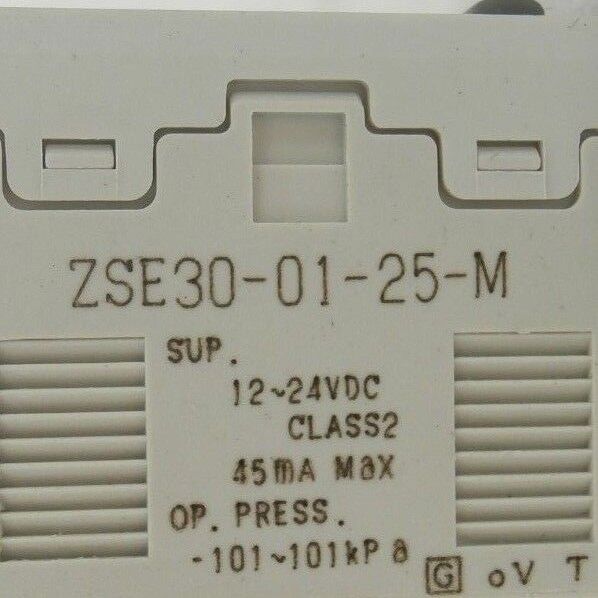 ZSE30-01-25-M
SUP.
12~24VDC
CLASS2
45mA Max
OP. PRESS.
-101~101kPa
G oV T